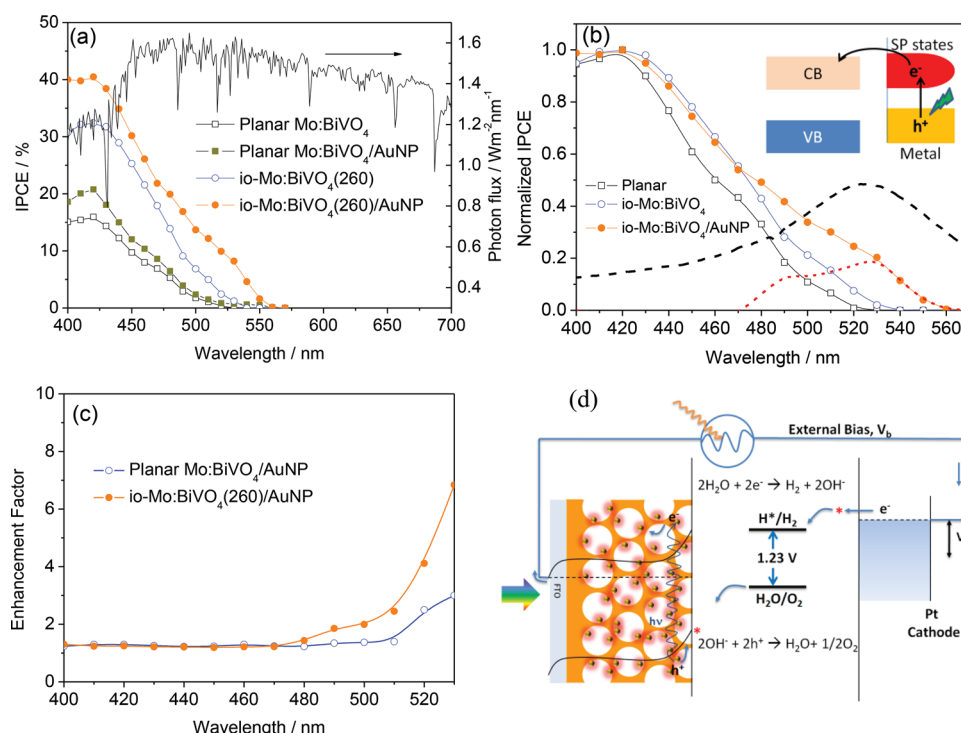 (a)
50
40
30
20
10
0
IPCE / %
400 450 500 550 600 650 700
Wavelength / nm
1.6
1.4
1.2
1.0
0.8
0.6
0.4
Photon flux / Wm⁻²nm⁻¹
Planar Mo:BiVO₄
Planar Mo:BiVO₄/AuNP
io-Mo:BiVO₄(260)
io-Mo:BiVO₄(260)/AuNP
(b)
1.0
0.8
0.6
0.4
0.2
0.0
Normalized IPCE
400 420 440 460 480 500 520 540 560
Wavelength / nm
Planar
io-Mo:BiVO₄
io-Mo:BiVO₄/AuNP
SP states
CB
e⁻
VB
h⁺
Metal
(c)
10
8
6
4
2
0
Enhancement Factor
400 420 440 460 480 500 520
Wavelength / nm
Planar Mo:BiVO₄/AuNP
io-Mo:BiVO₄(260)/AuNP
(d)
External Bias, V_b
2H₂O + 2e⁻ → H₂ + 2OH⁻
e⁻
* e⁻
H*/H₂
1.23 V
V
FTO
H₂O/O₂
hν
Pt
Cathode
*
2OH⁻ + 2h⁺ → H₂O+ 1/2O₂
h⁺